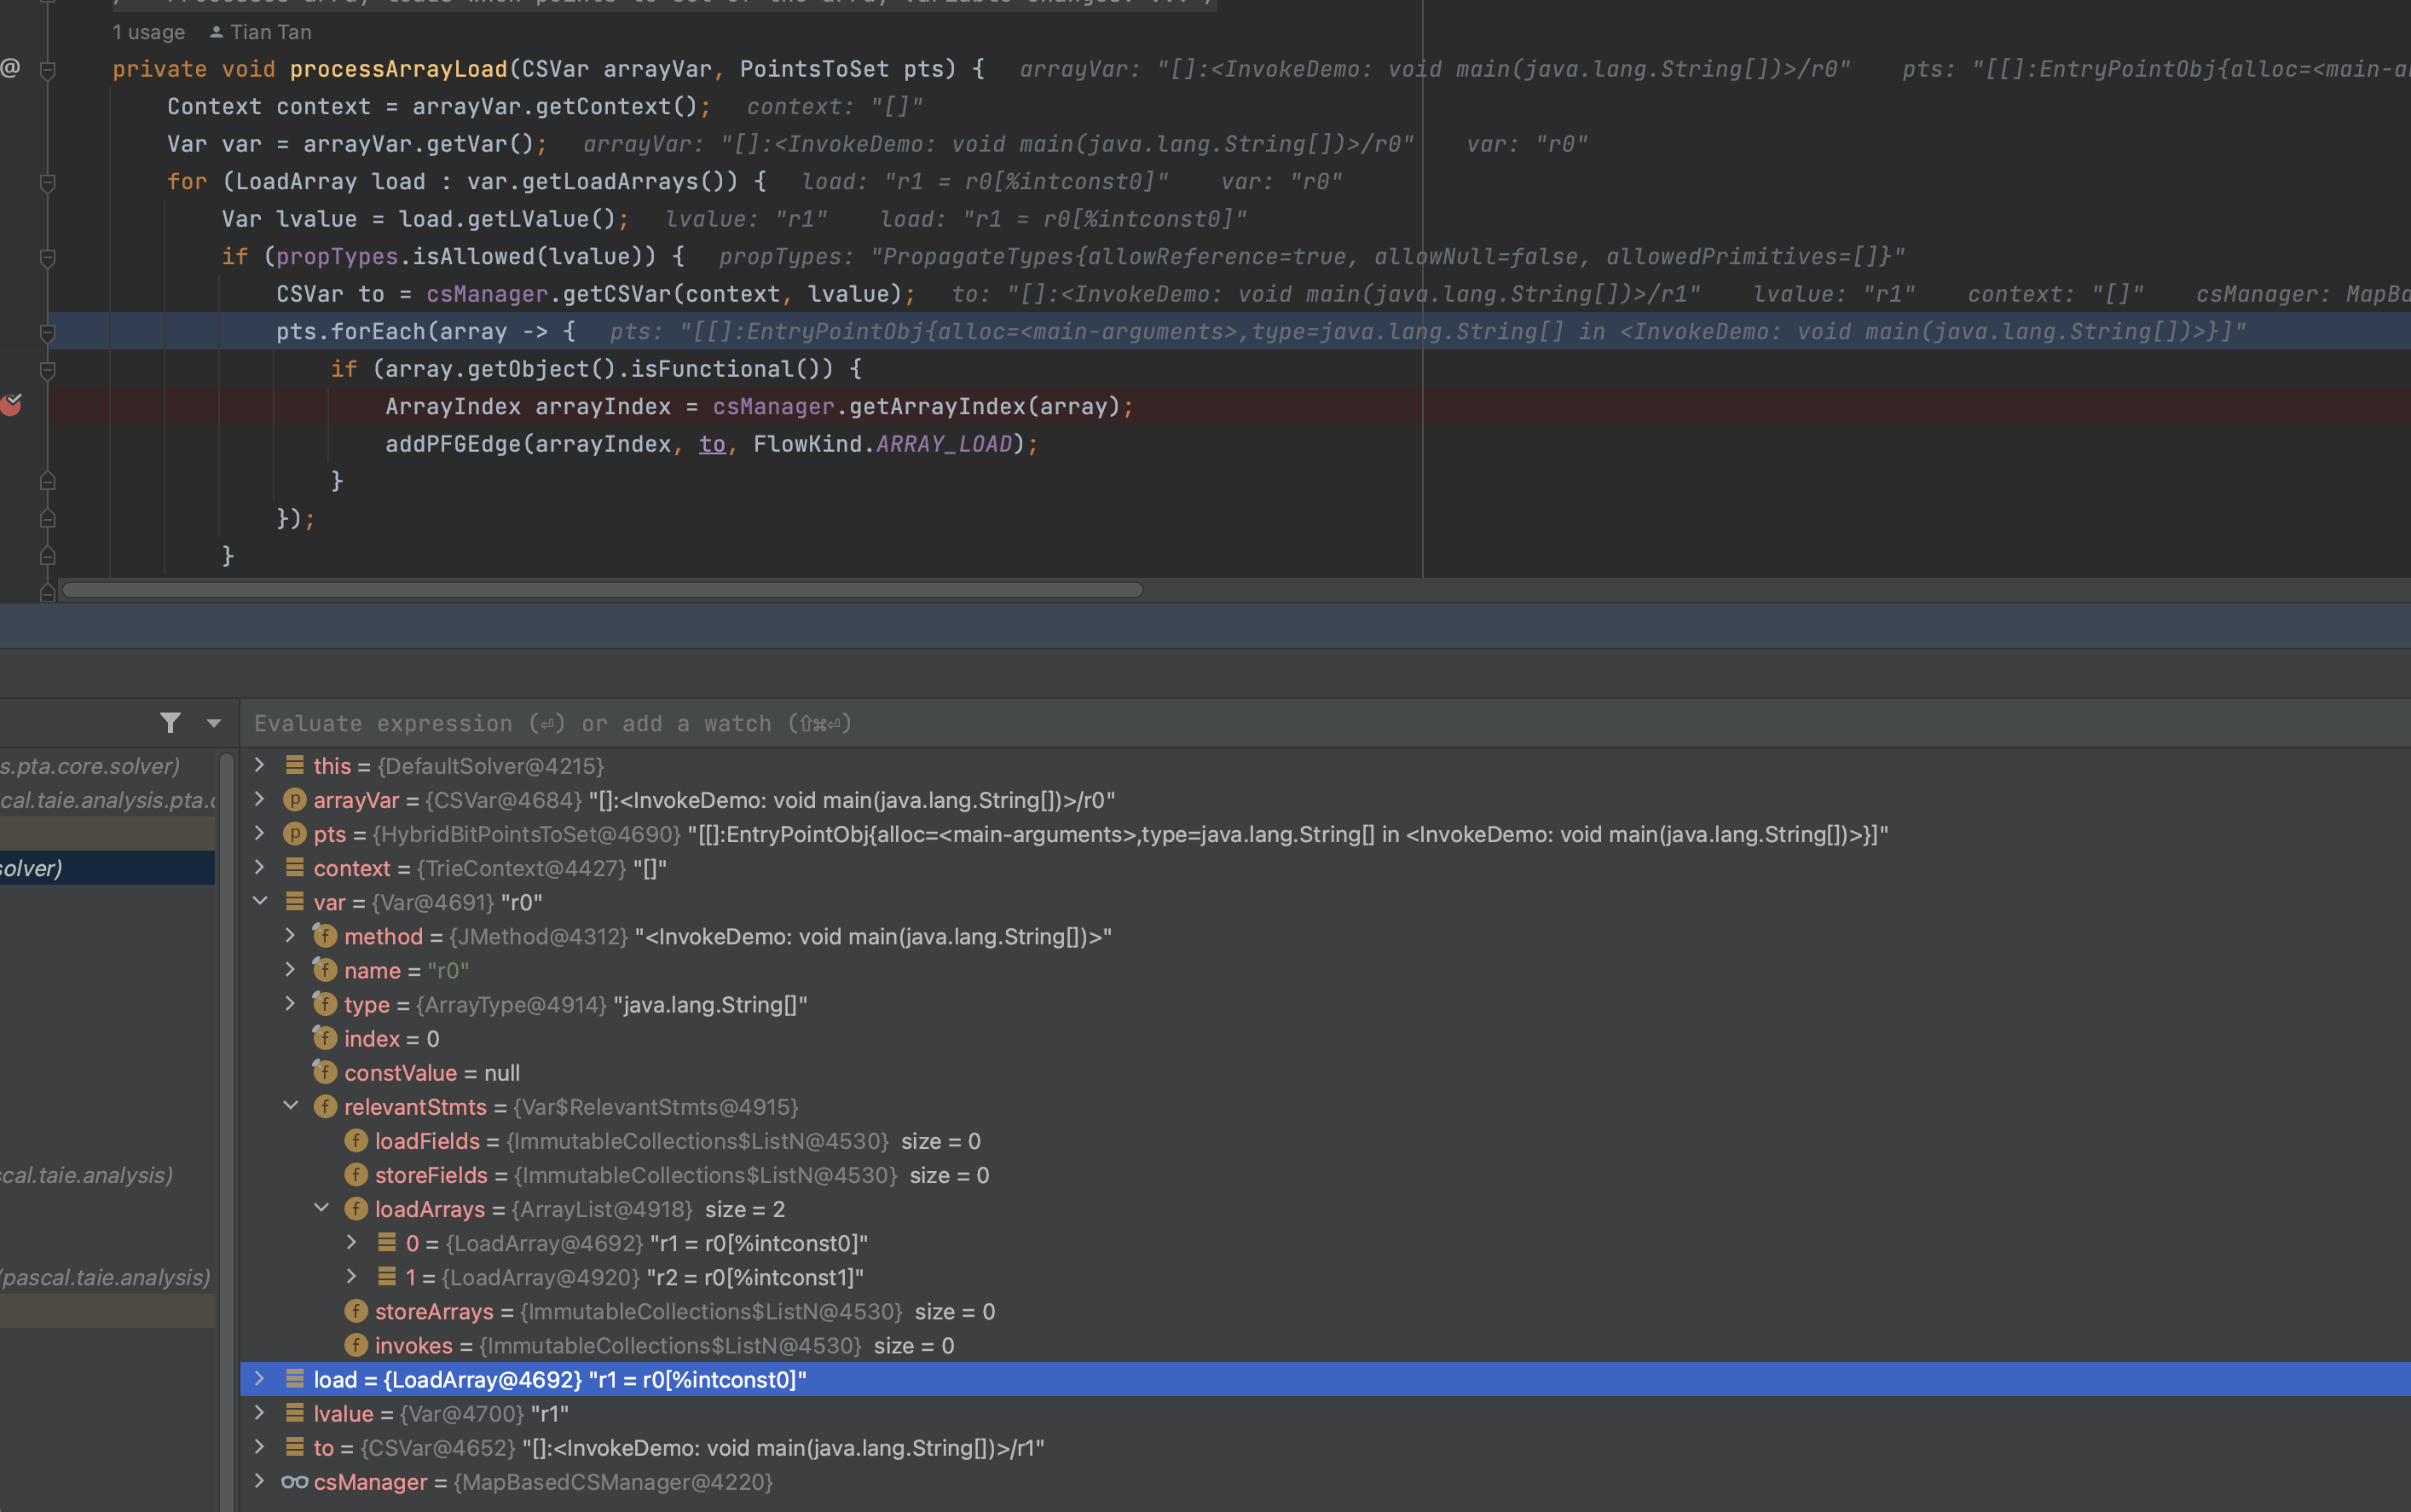 1 usage Tian Tan
@ private void processArrayLoad(CSVar arrayVar, PointsToSet pts) { arrayVar: "[]:<InvokeDemo: void main(java.lang.String[])>/r0" pts: "[[]:EntryPointObj{alloc=<main-a
Context context = arrayVar.getContext(); context: "[]"
Var var = arrayVar.getVar(); arrayVar: "[]:<InvokeDemo: void main(java.lang.String[])>/r0" var: "r0"
for (LoadArray load : var.getLoadArrays()) { load: "r1 = r0[%intconst0]" var: "r0"
Var lvalue = load.getLValue(); lvalue: "r1" load: "r1 = r0[%intconst0]"
if (propTypes.isAllowed(lvalue)) { propTypes: "PropagateTypes{allowReference=true, allowNull=false, allowedPrimitives=[]}"
CSVar to = csManager.getCSVar(context, lvalue); to: "[]:<InvokeDemo: void main(java.lang.String[])>/r1" lvalue: "r1" context: "[]" csManager: MapBa
pts.forEach(array -> { pts: "[[]:EntryPointObj{alloc=<main-arguments>,type=java.lang.String[] in <InvokeDemo: void main(java.lang.String[])>}]"
if (array.getObject().isFunctional()) {
ArrayIndex arrayIndex = csManager.getArrayIndex(array);
addPFGEdge(arrayIndex, to, FlowKind.ARRAY_LOAD);
}
});
}
Evaluate expression (⏎) or add a watch (⇧⌘⏎)
s.pta.core.solver)
cal.taie.analysis.pta.c
solver)
cal.taie.analysis)
(pascal.taie.analysis)
this = {DefaultSolver@4215}
arrayVar = {CSVar@4684} "[]:<InvokeDemo: void main(java.lang.String[])>/r0"
pts = {HybridBitPointsToSet@4690} "[[]:EntryPointObj{alloc=<main-arguments>,type=java.lang.String[] in <InvokeDemo: void main(java.lang.String[])>}]"
context = {TrieContext@4427} "[]"
var = {Var@4691} "r0"
method = {JMethod@4312} "<InvokeDemo: void main(java.lang.String[])>"
name = "r0"
type = {ArrayType@4914} "java.lang.String[]"
index = 0
constValue = null
relevantStmts = {Var$RelevantStmts@4915}
loadFields = {ImmutableCollections$ListN@4530} size = 0
storeFields = {ImmutableCollections$ListN@4530} size = 0
loadArrays = {ArrayList@4918} size = 2
0 = {LoadArray@4692} "r1 = r0[%intconst0]"
1 = {LoadArray@4920} "r2 = r0[%intconst1]"
storeArrays = {ImmutableCollections$ListN@4530} size = 0
invokes = {ImmutableCollections$ListN@4530} size = 0
load = {LoadArray@4692} "r1 = r0[%intconst0]"
lvalue = {Var@4700} "r1"
to = {CSVar@4652} "[]:<InvokeDemo: void main(java.lang.String[])>/r1"
csManager = {MapBasedCSManager@4220}